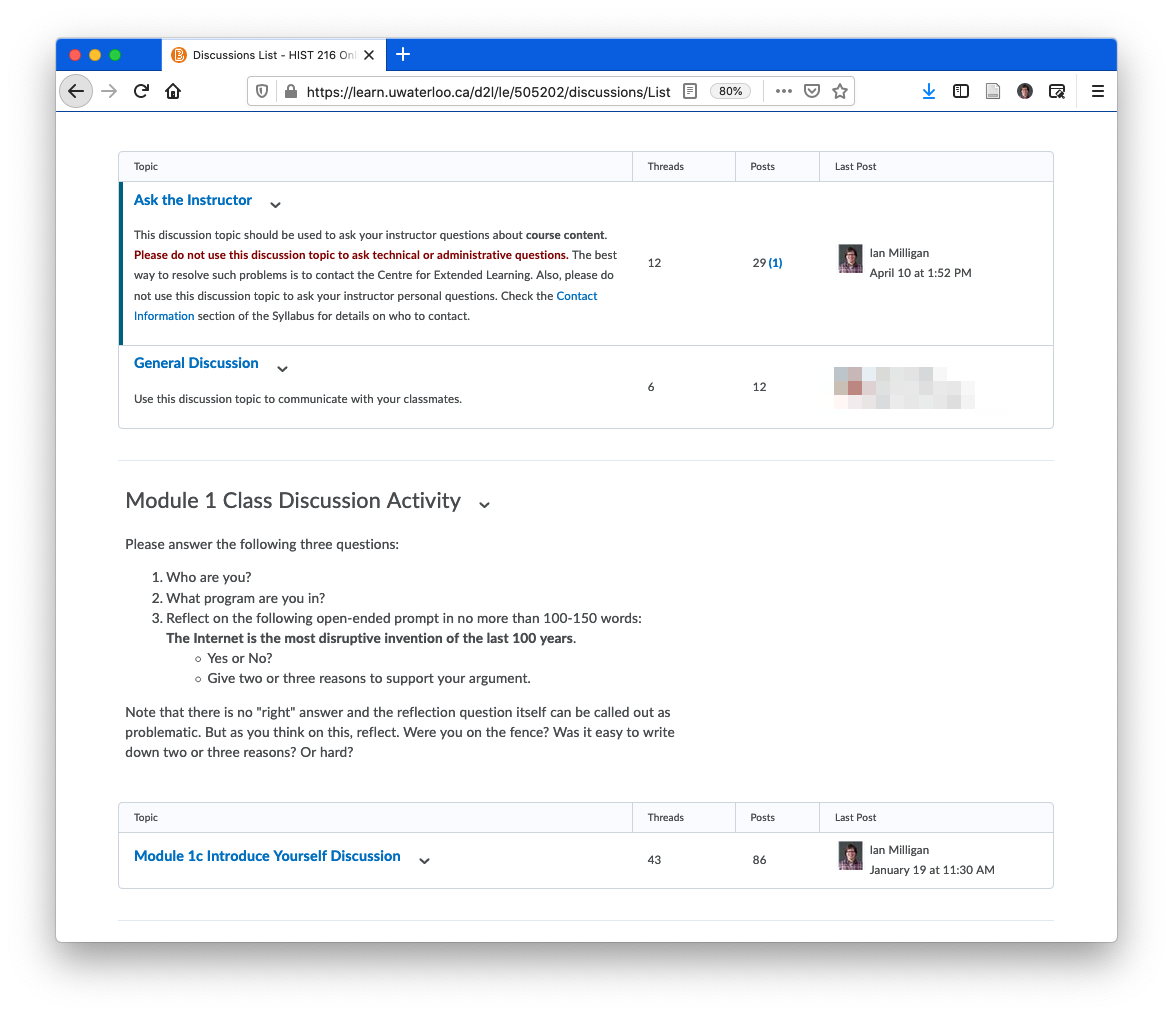 Discussions List - HIST 216 Onl
https://learn.uwaterloo.ca/d2l/le/505202/discussions/List
80%
Topic Threads Posts Last Post
Ask the Instructor
This discussion topic should be used to ask your instructor questions about course content.
Please do not use this discussion topic to ask technical or administrative questions. The best
way to resolve such problems is to contact the Centre for Extended Learning. Also, please do
not use this discussion topic to ask your instructor personal questions. Check the Contact
Information section of the Syllabus for details on who to contact.
12
29 (1)
Ian Milligan
April 10 at 1:52 PM
General Discussion
Use this discussion topic to communicate with your classmates.
6
12
Module 1 Class Discussion Activity
Please answer the following three questions:
1. Who are you?
2. What program are you in?
3. Reflect on the following open-ended prompt in no more than 100-150 words:
The Internet is the most disruptive invention of the last 100 years.
◦ Yes or No?
◦ Give two or three reasons to support your argument.
Note that there is no "right" answer and the reflection question itself can be called out as
problematic. But as you think on this, reflect. Were you on the fence? Was it easy to write
down two or three reasons? Or hard?
Topic Threads Posts Last Post
Module 1c Introduce Yourself Discussion
43
86
Ian Milligan
January 19 at 11:30 AM